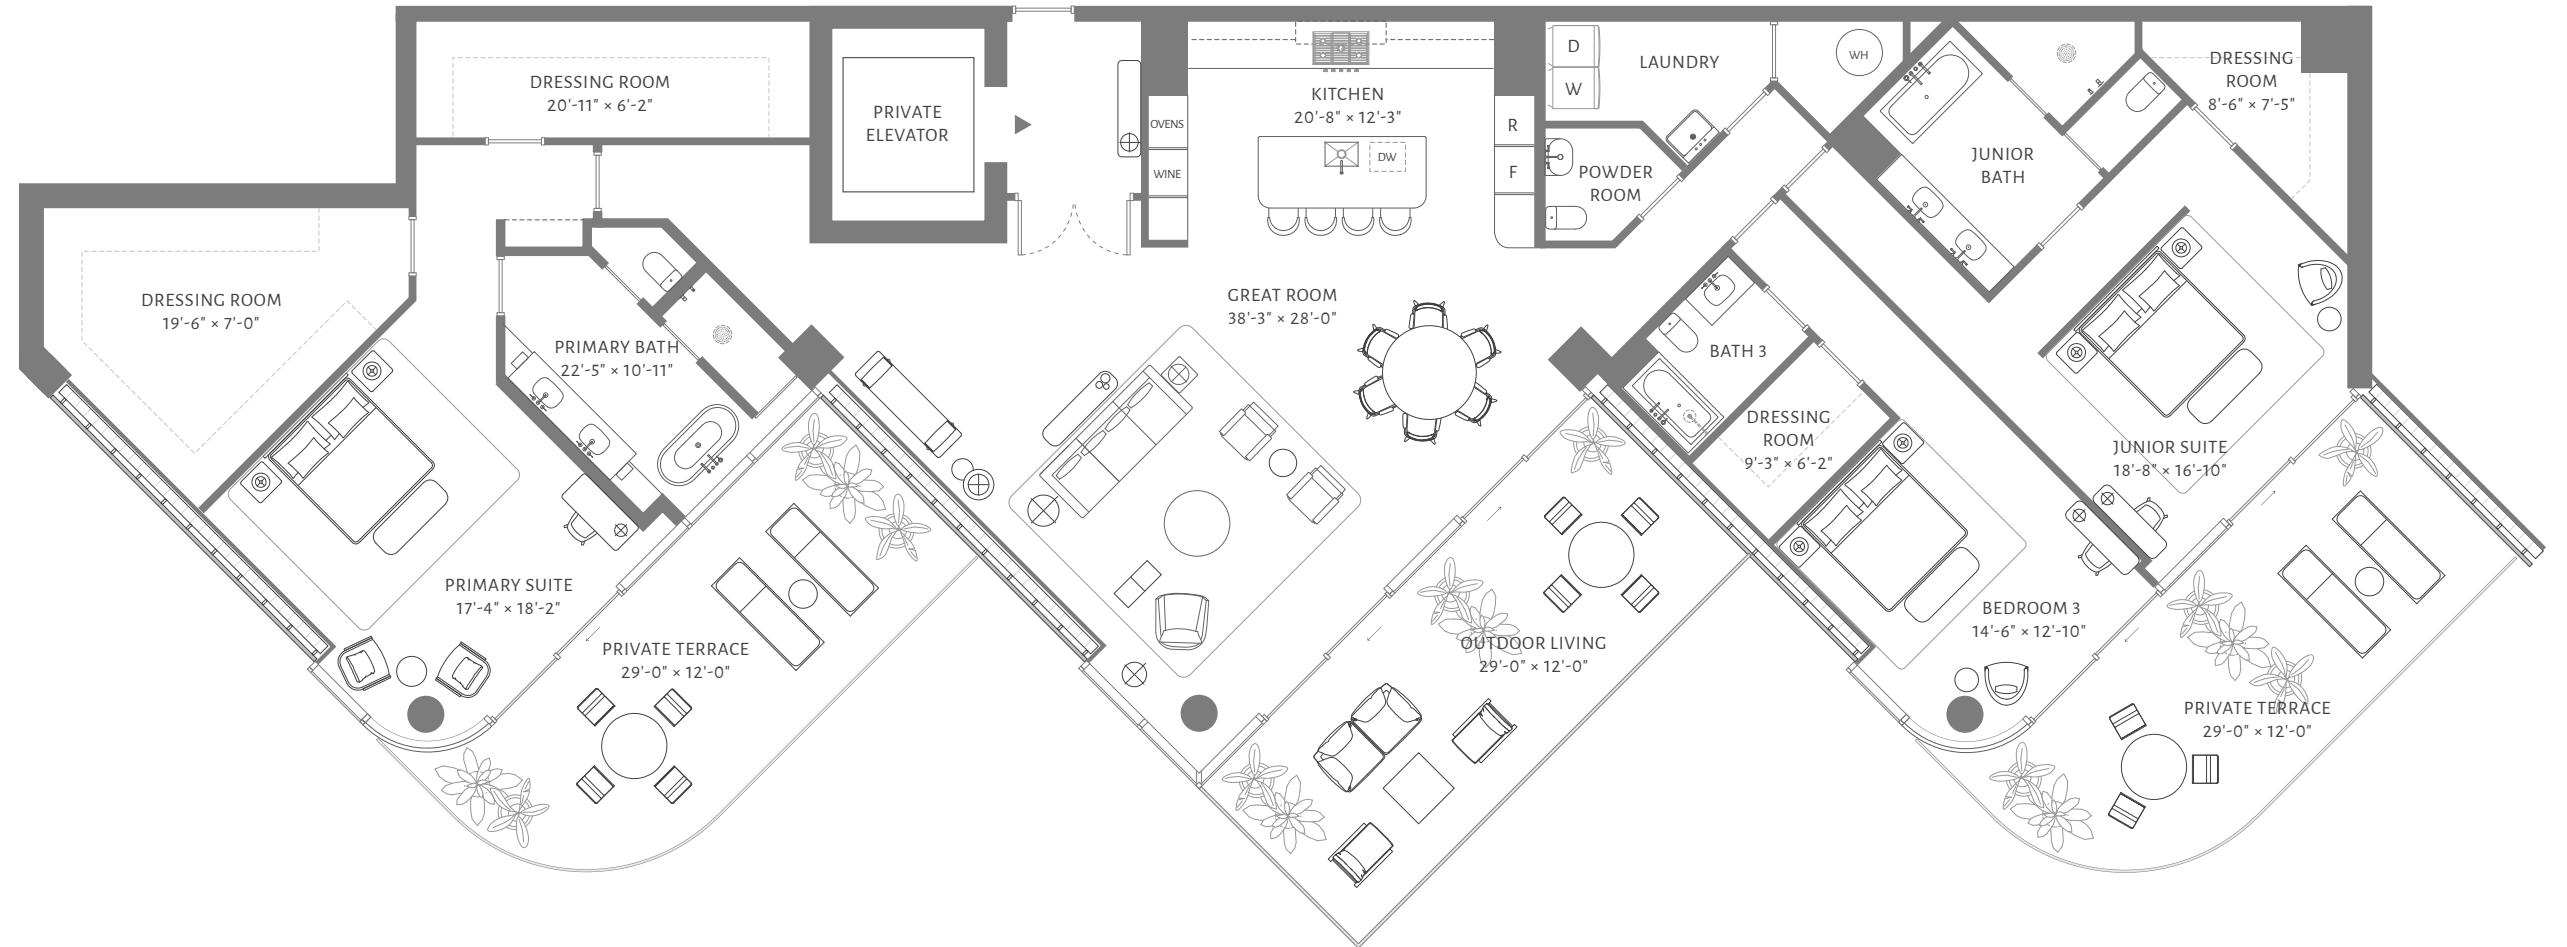 DRESSING ROOM
20'-11" × 6'-2"
PRIVATE
ELEVATOR
OVENS
WINE
KITCHEN
20'-8" × 12'-3"
DW
R
F
D
W
LAUNDRY
WH
POWDER
ROOM
JUNIOR
BATH
DRESSING
ROOM
8'-6" × 7'-5"
DRESSING ROOM
19'-6" × 7'-0"
PRIMARY BATH
22'-5" × 10'-11"
GREAT ROOM
38'-3" × 28'-0"
BATH 3
DRESSING
ROOM
9'-3" × 6'-2"
JUNIOR SUITE
18'-8" × 16'-10"
PRIMARY SUITE
17'-4" × 18'-2"
PRIVATE TERRACE
29'-0" × 12'-0"
OUTDOOR LIVING
29'-0" × 12'-0"
BEDROOM 3
14'-6" × 12'-10"
PRIVATE TERRACE
29'-0" × 12'-0"